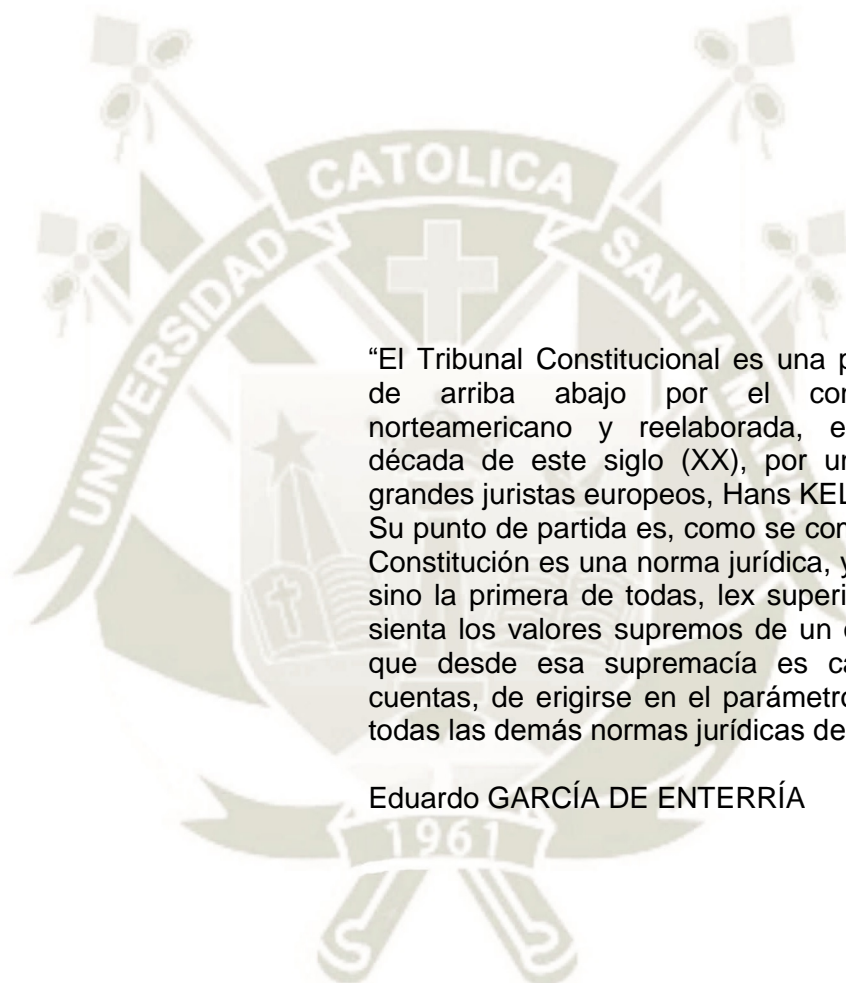 CATOLICA
UNIVERSIDAD
SANTA MARIA
“El Tribunal Constitucional es una p
de arriba abajo por el con
norteamericano y reelaborada, e
década de este siglo (XX), por un
grandes juristas europeos, Hans KEL
Su punto de partida es, como se con
Constitución es una norma jurídica, y
sino la primera de todas, lex superi
sienta los valores supremos de un
que desde esa supremacía es ca
cuentas, de erigirse en el parámetro
todas las demás normas jurídicas de
Eduardo GARCÍA DE ENTERRÍA
1961